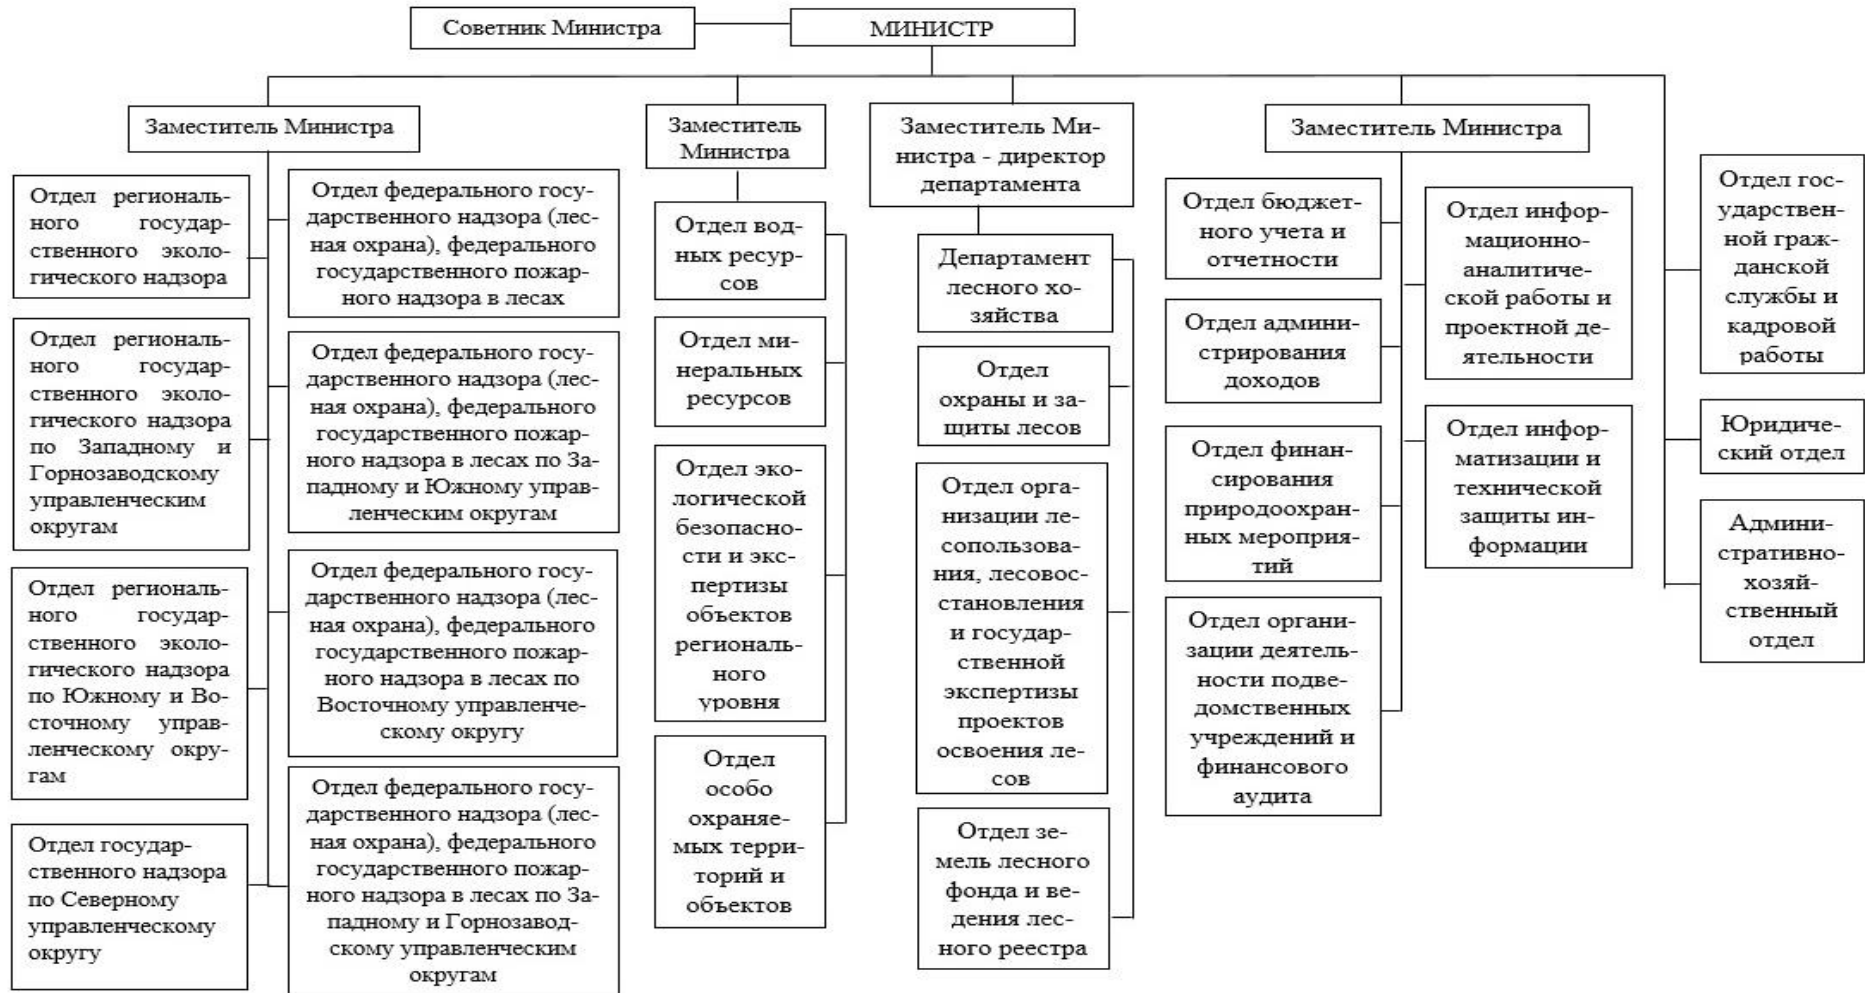 Советник Министра
МИНИСТР
Заместитель Министра
Отдел региональ-
ного государ-
ственного эколо-
гического надзора
Отдел региональ-
ного государ-
ственного эколо-
гического надзора
по Западному и
Горнозаводскому
управленческим
округам
Отдел региональ-
ного государ-
ственного эколо-
гического надзора
по Южному и Во-
сточному управ-
ленческому окру-
гам
Отдел государ-
ственного надзора
по Северному
управленческому
округу
Отдел федерального госу-
дарственного надзора (лес-
ная охрана), федерального
государственного пожар-
ного надзора в лесах
Отдел федерального госу-
дарственного надзора (лес-
ная охрана), федерального
государственного пожар-
ного надзора в лесах по За-
падному и Южному управ-
ленческим округам
Отдел федерального госу-
дарственного надзора (лес-
ная охрана), федерального
государственного пожар-
ного надзора в лесах по
Восточному управленче-
скому округу
Отдел федерального госу-
дарственного надзора (лес-
ная охрана), федерального
государственного пожар-
ного надзора в лесах по За-
падному и Горнозавод-
скому управленческим
округам
Заместитель
Министра
Отдел вод-
ных ресур-
сов
Отдел ми-
неральных
ресурсов
Отдел эко-
логической
безопасно-
сти и экс-
пертизы
объектов
региональ-
ного
уровня
Отдел
особо
охраняе-
мых терри-
торий и
объектов
Заместитель Ми-
нистра - директор
департамента
Департамент
лесного хо-
зяйства
Отдел
охраны и за-
щиты лесов
Отдел орга-
низации ле-
сопользова-
ния, лесовос-
становления
и государ-
ственной
экспертизы
проектов
освоения ле-
сов
Отдел зе-
мель лесного
фонда и ве-
дения лес-
ного реестра
Заместитель Министра
Отдел бюджет-
ного учета и
отчетности
Отдел админи-
стрирования
доходов
Отдел финан-
сирования
природоохран-
ных мероприя-
тий
Отдел органи-
зации деятель-
ности подве-
домственных
учреждений и
финансового
аудита
Отдел инфор-
мационно-
аналитиче-
ской работы и
проектной де-
ятельности
Отдел инфор-
матизации и
технической
защиты ин-
формации
Отдел гос-
ударствен-
ной граж-
данской
службы и
кадровой
работы
Юридиче-
ский отдел
Админи-
стративно-
хозяй-
ственный
отдел